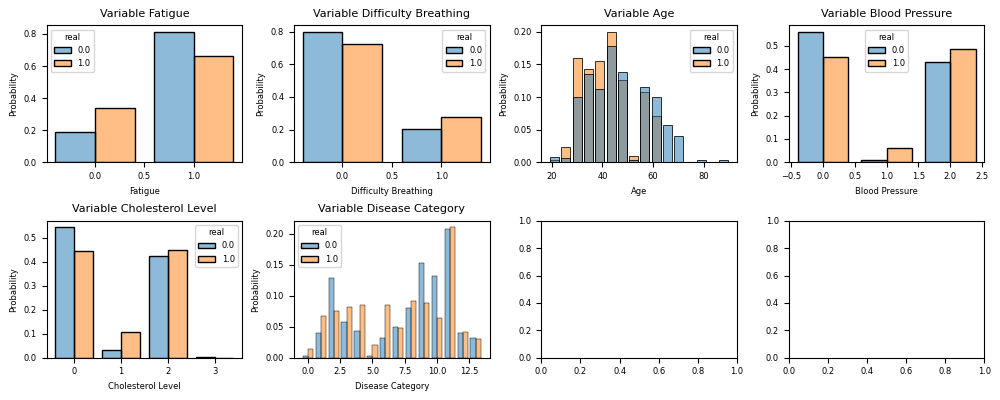 Variable Fatigue
Probability
0.8
0.6
0.4
0.2
0.0
real
0.0
1.0
0.0 0.5 1.0
Fatigue
Variable Difficulty Breathing
Probability
0.8
0.6
0.4
0.2
0.0
real
0.0
1.0
0.0 0.5 1.0
Difficulty Breathing
Variable Age
Probability
0.20
0.15
0.10
0.05
0.00
real
0.0
1.0
20 40 60 80
Age
Variable Blood Pressure
Probability
0.5
0.4
0.3
0.2
0.1
0.0
real
0.0
1.0
−0.5 0.0 0.5 1.0 1.5 2.0 2.5
Blood Pressure
Variable Cholesterol Level
Probability
0.5
0.4
0.3
0.2
0.1
0.0
real
0.0
1.0
0 1 2 3
Cholesterol Level
Variable Disease Category
Probability
0.20
0.15
0.10
0.05
0.00
real
0.0
1.0
0.0 2.5 5.0 7.5 10.0 12.5
Disease Category
1.0
0.8
0.6
0.4
0.2
0.0
0.0 0.2 0.4 0.6 0.8 1.0
1.0
0.8
0.6
0.4
0.2
0.0
0.0 0.2 0.4 0.6 0.8 1.0